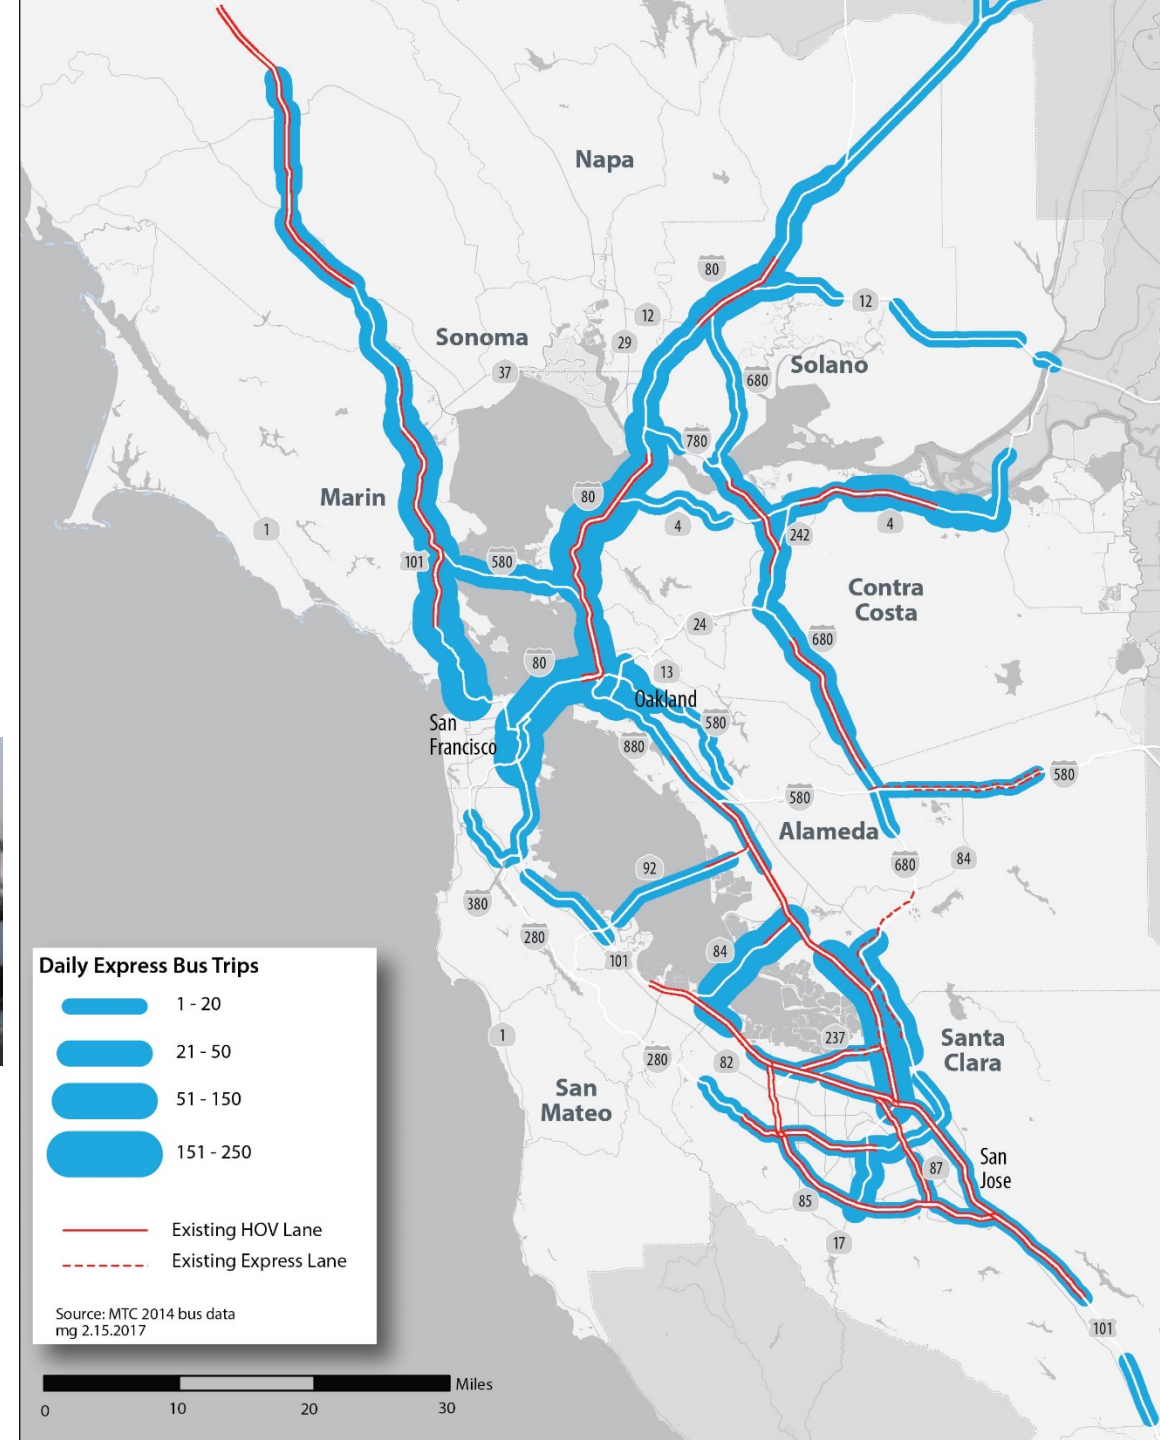 Napa
80
12
12
Sonoma
29
37
Solano
680
780
Marin
80
1
4
4
242
101
580
Contra
Costa
24
680
80
13
Oakland
San
Francisco
580
880
580
580
Alameda
92
680
84
380
280
84
101
Daily Express Bus Trips
1 - 20
21 - 50
51 - 150
151 - 250
Existing HOV Lane
Existing Express Lane
Source: MTC 2014 bus data
mg 2.15.2017
1
237
Santa
Clara
280
82
San
Mateo
San
Jose
87
85
17
101
Miles
0
10
20
30